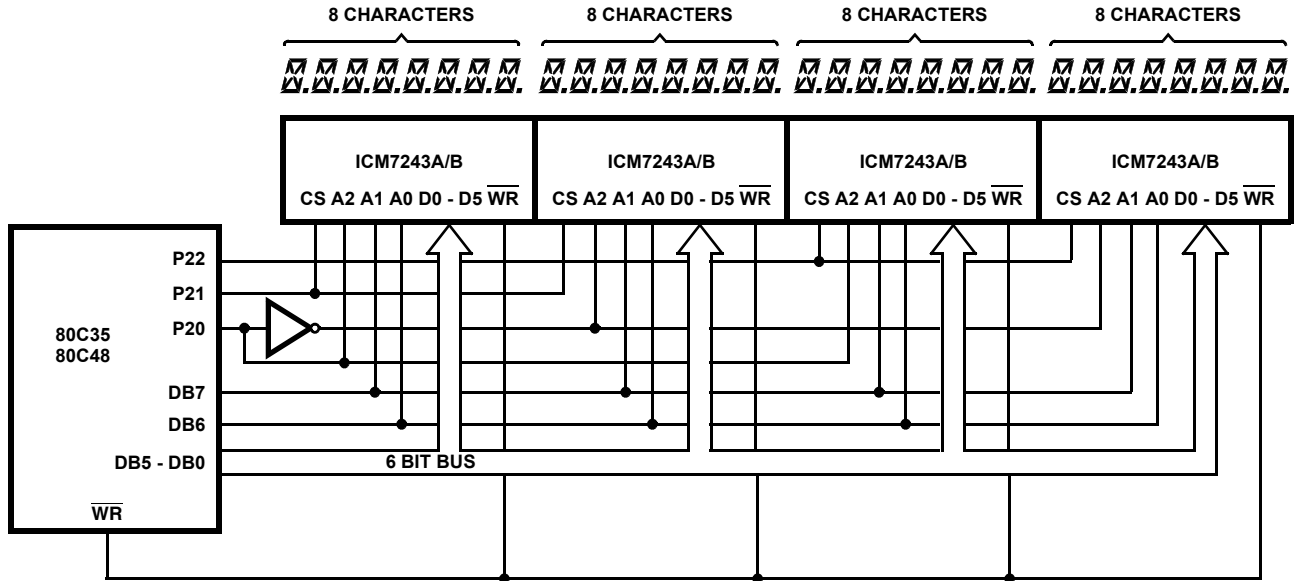 8 CHARACTERS 8 CHARACTERS 8 CHARACTERS 8 CHARACTERS
ICM7243A/B ICM7243A/B ICM7243A/B ICM7243A/B
CS A2 A1 A0 D0 - D5 WR CS A2 A1 A0 D0 - D5 WR CS A2 A1 A0 D0 - D5 WR CS A2 A1 A0 D0 - D5 WR
P22
P21
P20
80C35
80C48
DB7
DB6
DB5 - DB0 6 BIT BUS
WR